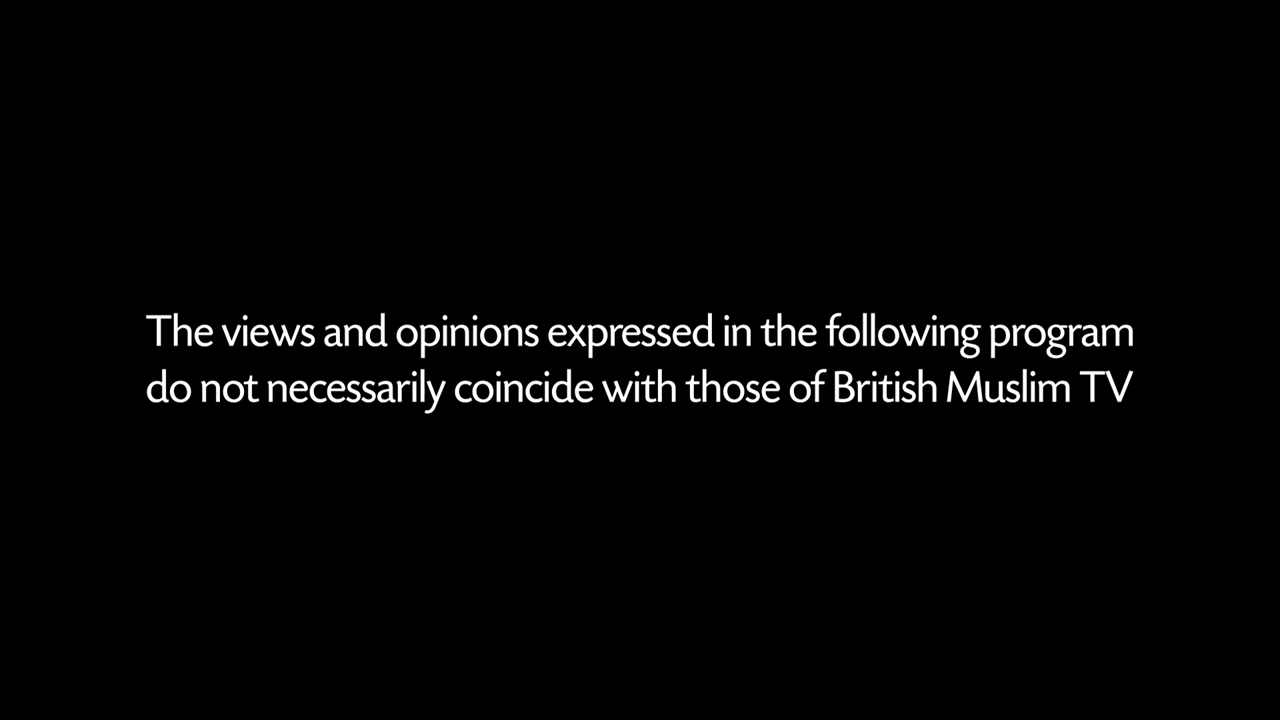 The views and opinions expressed in the following program
do not necessarily coincide with those of British Muslim TV